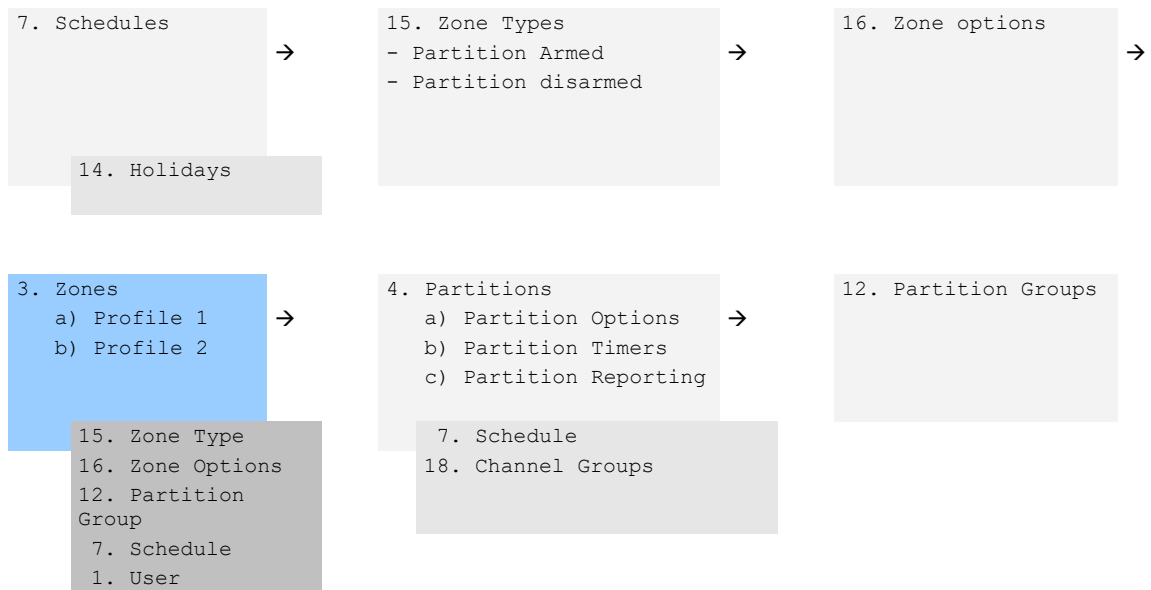 7. Schedules
→
14. Holidays
15. Zone Types
- Partition Armed
- Partition disarmed
→
16. Zone options
→
3. Zones
a) Profile 1
b) Profile 2
→
15. Zone Type
16. Zone Options
12. Partition
Group
7. Schedule
1. User
4. Partitions
a) Partition Options
b) Partition Timers
c) Partition Reporting
→
7. Schedule
18. Channel Groups
12. Partition Groups